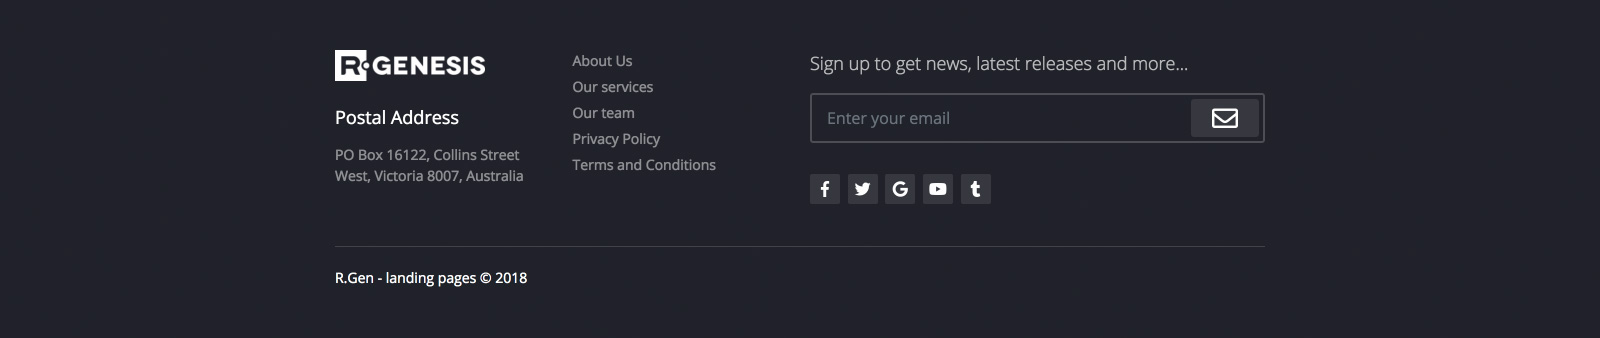 R GENESIS
Postal Address
PO Box 16122, Collins Street
West, Victoria 8007, Australia
About Us
Our services
Our team
Privacy Policy
Terms and Conditions
Sign up to get news, latest releases and more...
Enter your email
R.Gen - landing pages © 2018